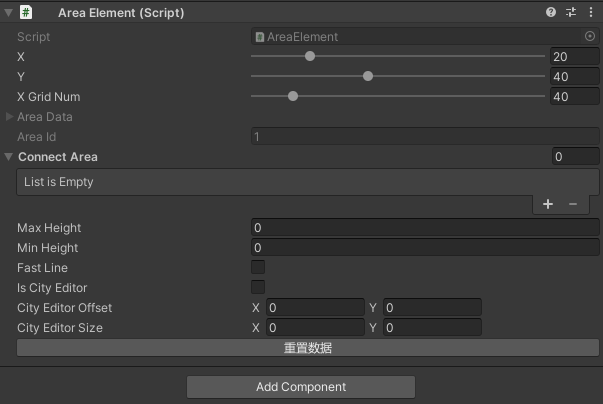 Area Element (Script)
Script AreaElement
X 20
Y 40
X Grid Num 40
Area Data
Area Id 1
Connect Area 0
List is Empty
+ −
Max Height 0
Min Height 0
Fast Line
Is City Editor
City Editor Offset X 0 Y 0
City Editor Size X 0 Y 0
重置数据
Add Component